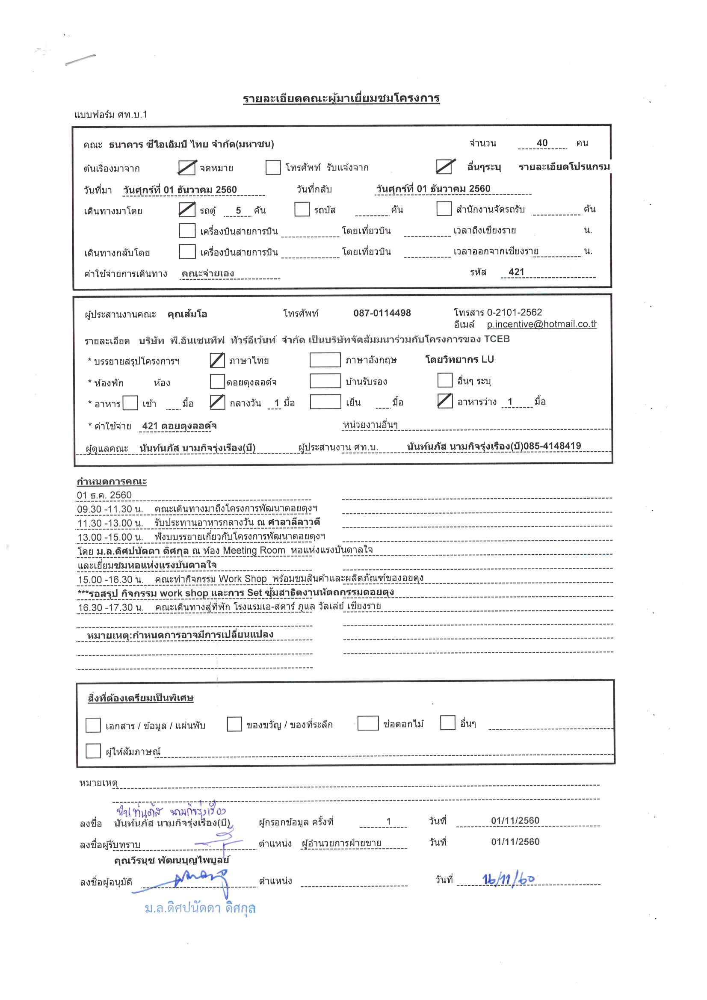 รายละเอียดคณะผู้มาเยี่ยมชมโครงการ
แบบฟอร์ม ศท.บ.1
คณะ ธนาคาร ซีไอเอ็มบี ไทย จำกัด(มหาชน) จำนวน 40 คน
ต้นเรื่องมาจาก จดหมาย โทรศัพท์ รับแจ้งจาก อื่นๆระบุ รายละเอียดโปรแกรม
วันที่มา วันศุกร์ที่ 01 ธันวาคม 2560 วันที่กลับ วันศุกร์ที่ 01 ธันวาคม 2560
เดินทางมาโดย รถตู้ 5 คัน รถบัส คัน สำนักงานจัดรถรับ คัน
เครื่องบินสายการบิน โดยเที่ยวบิน เวลาถึงเชียงราย น.
เดินทางกลับโดย เครื่องบินสายการบิน โดยเที่ยวบิน เวลาออกจากเชียงราย น.
ค่าใช้จ่ายการเดินทาง คณะจ่ายเอง รหัส 421
ผู้ประสานงานคณะ คุณส้มโอ โทรศัพท์ 087-0114498 โทรสาร 0-2101-2562
อีเมล์ p.incentive@hotmail.co.th
รายละเอียด บริษัท พี.อินเซนทีฟ ทัวร์อีเว้นท์ จำกัด เป็นบริษัทจัดสัมมนาร่วมกับโครงการของ TCEB
* บรรยายสรุปโครงการฯ ภาษาไทย ภาษาอังกฤษ โดยวิทยากร LU
* ห้องพัก ห้อง ดอยตุงลอด์จ บ้านรับรอง อื่นๆ ระบุ
* อาหาร เช้า มื้อ กลางวัน 1 มื้อ เย็น มื้อ อาหารว่าง 1 มื้อ
* ค่าใช้จ่าย 421 ดอยตุงลอด์จ หน่วยงานอื่นๆ
ผู้ดูแลคณะ นันท์นภัส นามกิจรุ่งเรือง(บี) ผู้ประสานงาน ศท.บ. นันท์นภัส นามกิจรุ่งเรือง(บี)085-4148419
กำหนดการคณะ
01 ธ.ค. 2560
09.30 -11.30 น. คณะเดินทางมาถึงโครงการพัฒนาดอยตุงฯ
11.30 -13.00 น. รับประทานอาหารกลางวัน ณ ศาลาลีลาวดี
13.00 -15.00 น. ฟังบบรรยายเกี่ยวกับโครงการพัฒนาดอยตุงฯ
โดย ม.ล.ดิศปนัดดา ดิศกุล ณ ห้อง Meeting Room หอแห่งแรงบันดาลใจ
และเยี่ยมชมหอแห่งแรงบันดาลใจ
15.00 -16.30 น. คณะทำกิจกรรม Work Shop พร้อมชมสินค้าและผลิตภัณฑ์ของอยตุง
***รอสรุป กิจกรรม work shop และการ Set ซุ้มสาธิตงานหัตถกรรมดอยตุง
16.30 -17.30 น. คณะเดินทางสู่ที่พัก โรงแรมเอ-สตาร์ ภูแล วัลเล่ย์ เชียงราย
หมายเหตุ:กำหนดการอาจมีการเปลี่ยนแปลง
สิ่งที่ต้องเตรียมเป็นพิเศษ
เอกสาร / ข้อมูล / แผ่นพับ ของขวัญ / ของที่ระลึก ช่อดอกไม้ อื่นๆ
ผู้ให้สัมภาษณ์
หมายเหตุ
นันท์นภัส นามกิจรุ่งเรือง
ลงชื่อ นันท์นภัส นามกิจรุ่งเรือง(บี) ผู้กรอกข้อมูล ครั้งที่ 1 วันที่ 01/11/2560
ลงชื่อผู้รับทราบ ตำแหน่ง ผู้อำนวยการฝ่ายขาย วันที่ 01/11/2560
คุณวีรนุช พัฒนบุญไพบูลย์
ลงชื่อผู้อนุมัติ ตำแหน่ง วันที่ 16/11/60
ม.ล.ดิศปนัดดา ดิศกุล